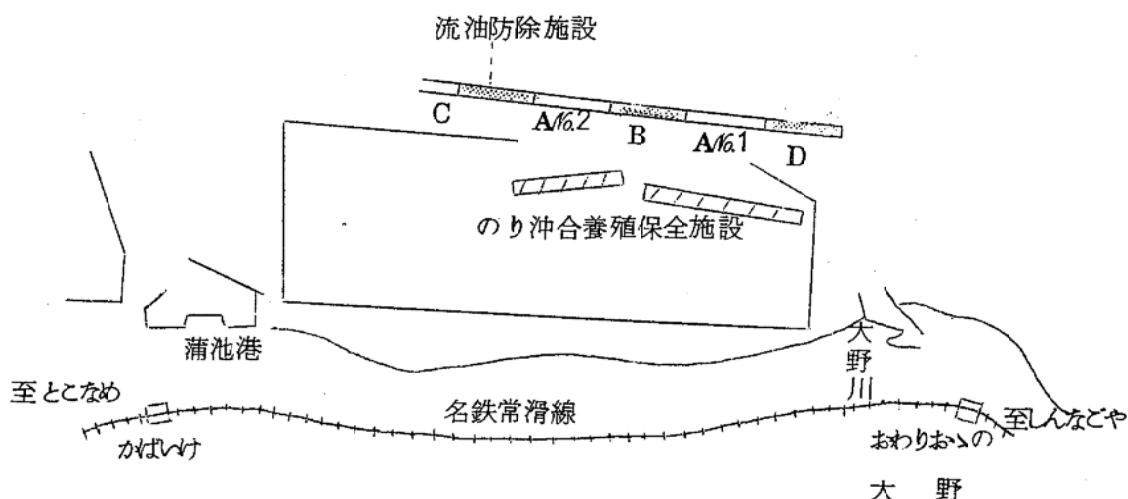 流油防除施設
C
A№2
B
A№1
D
のり沖合養殖保全施設
蒲池港
大野川
至とこなめ
名鉄常滑線
至しんなごや
かばいけ
おわりおゝの
大 野